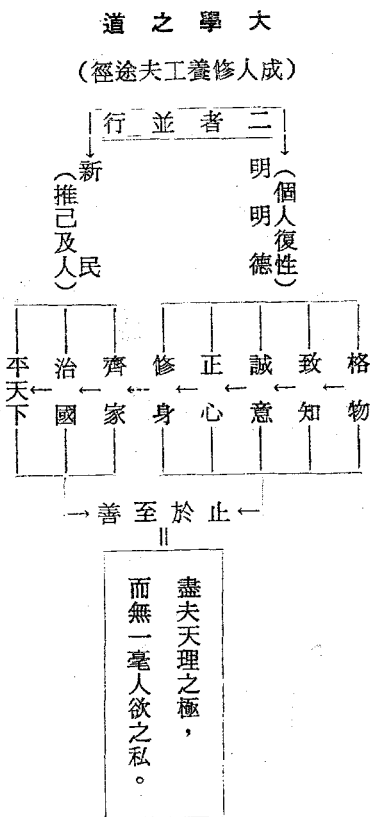 大學之道
（成人修養工夫途徑）
二者並行
明明德
（個人復性）
新民
（推己及人）
格物
致知
誠意
正心
修身
齊家
治國
平天下
止於至善
盡夫天理之極，
而無一毫人欲之私。